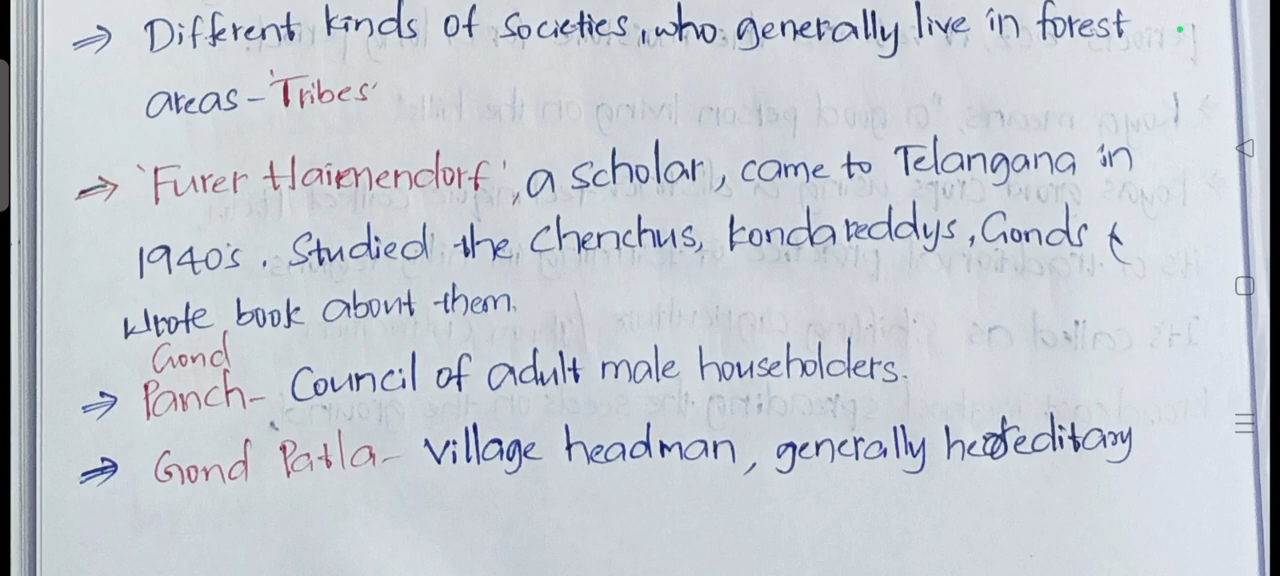 ⇒ Different kinds of societies, who generally live in forest
areas - 'Tribes'
⇒ 'Furer Haimendorf', a scholar, came to Telangana in
1940's. Studied the Chenchus, kondareddys, Gonds &
wrote book about them.
Gond
⇒ Panch - Council of adult male householders.
⇒ Gond Patla - village headman, generally hereditary